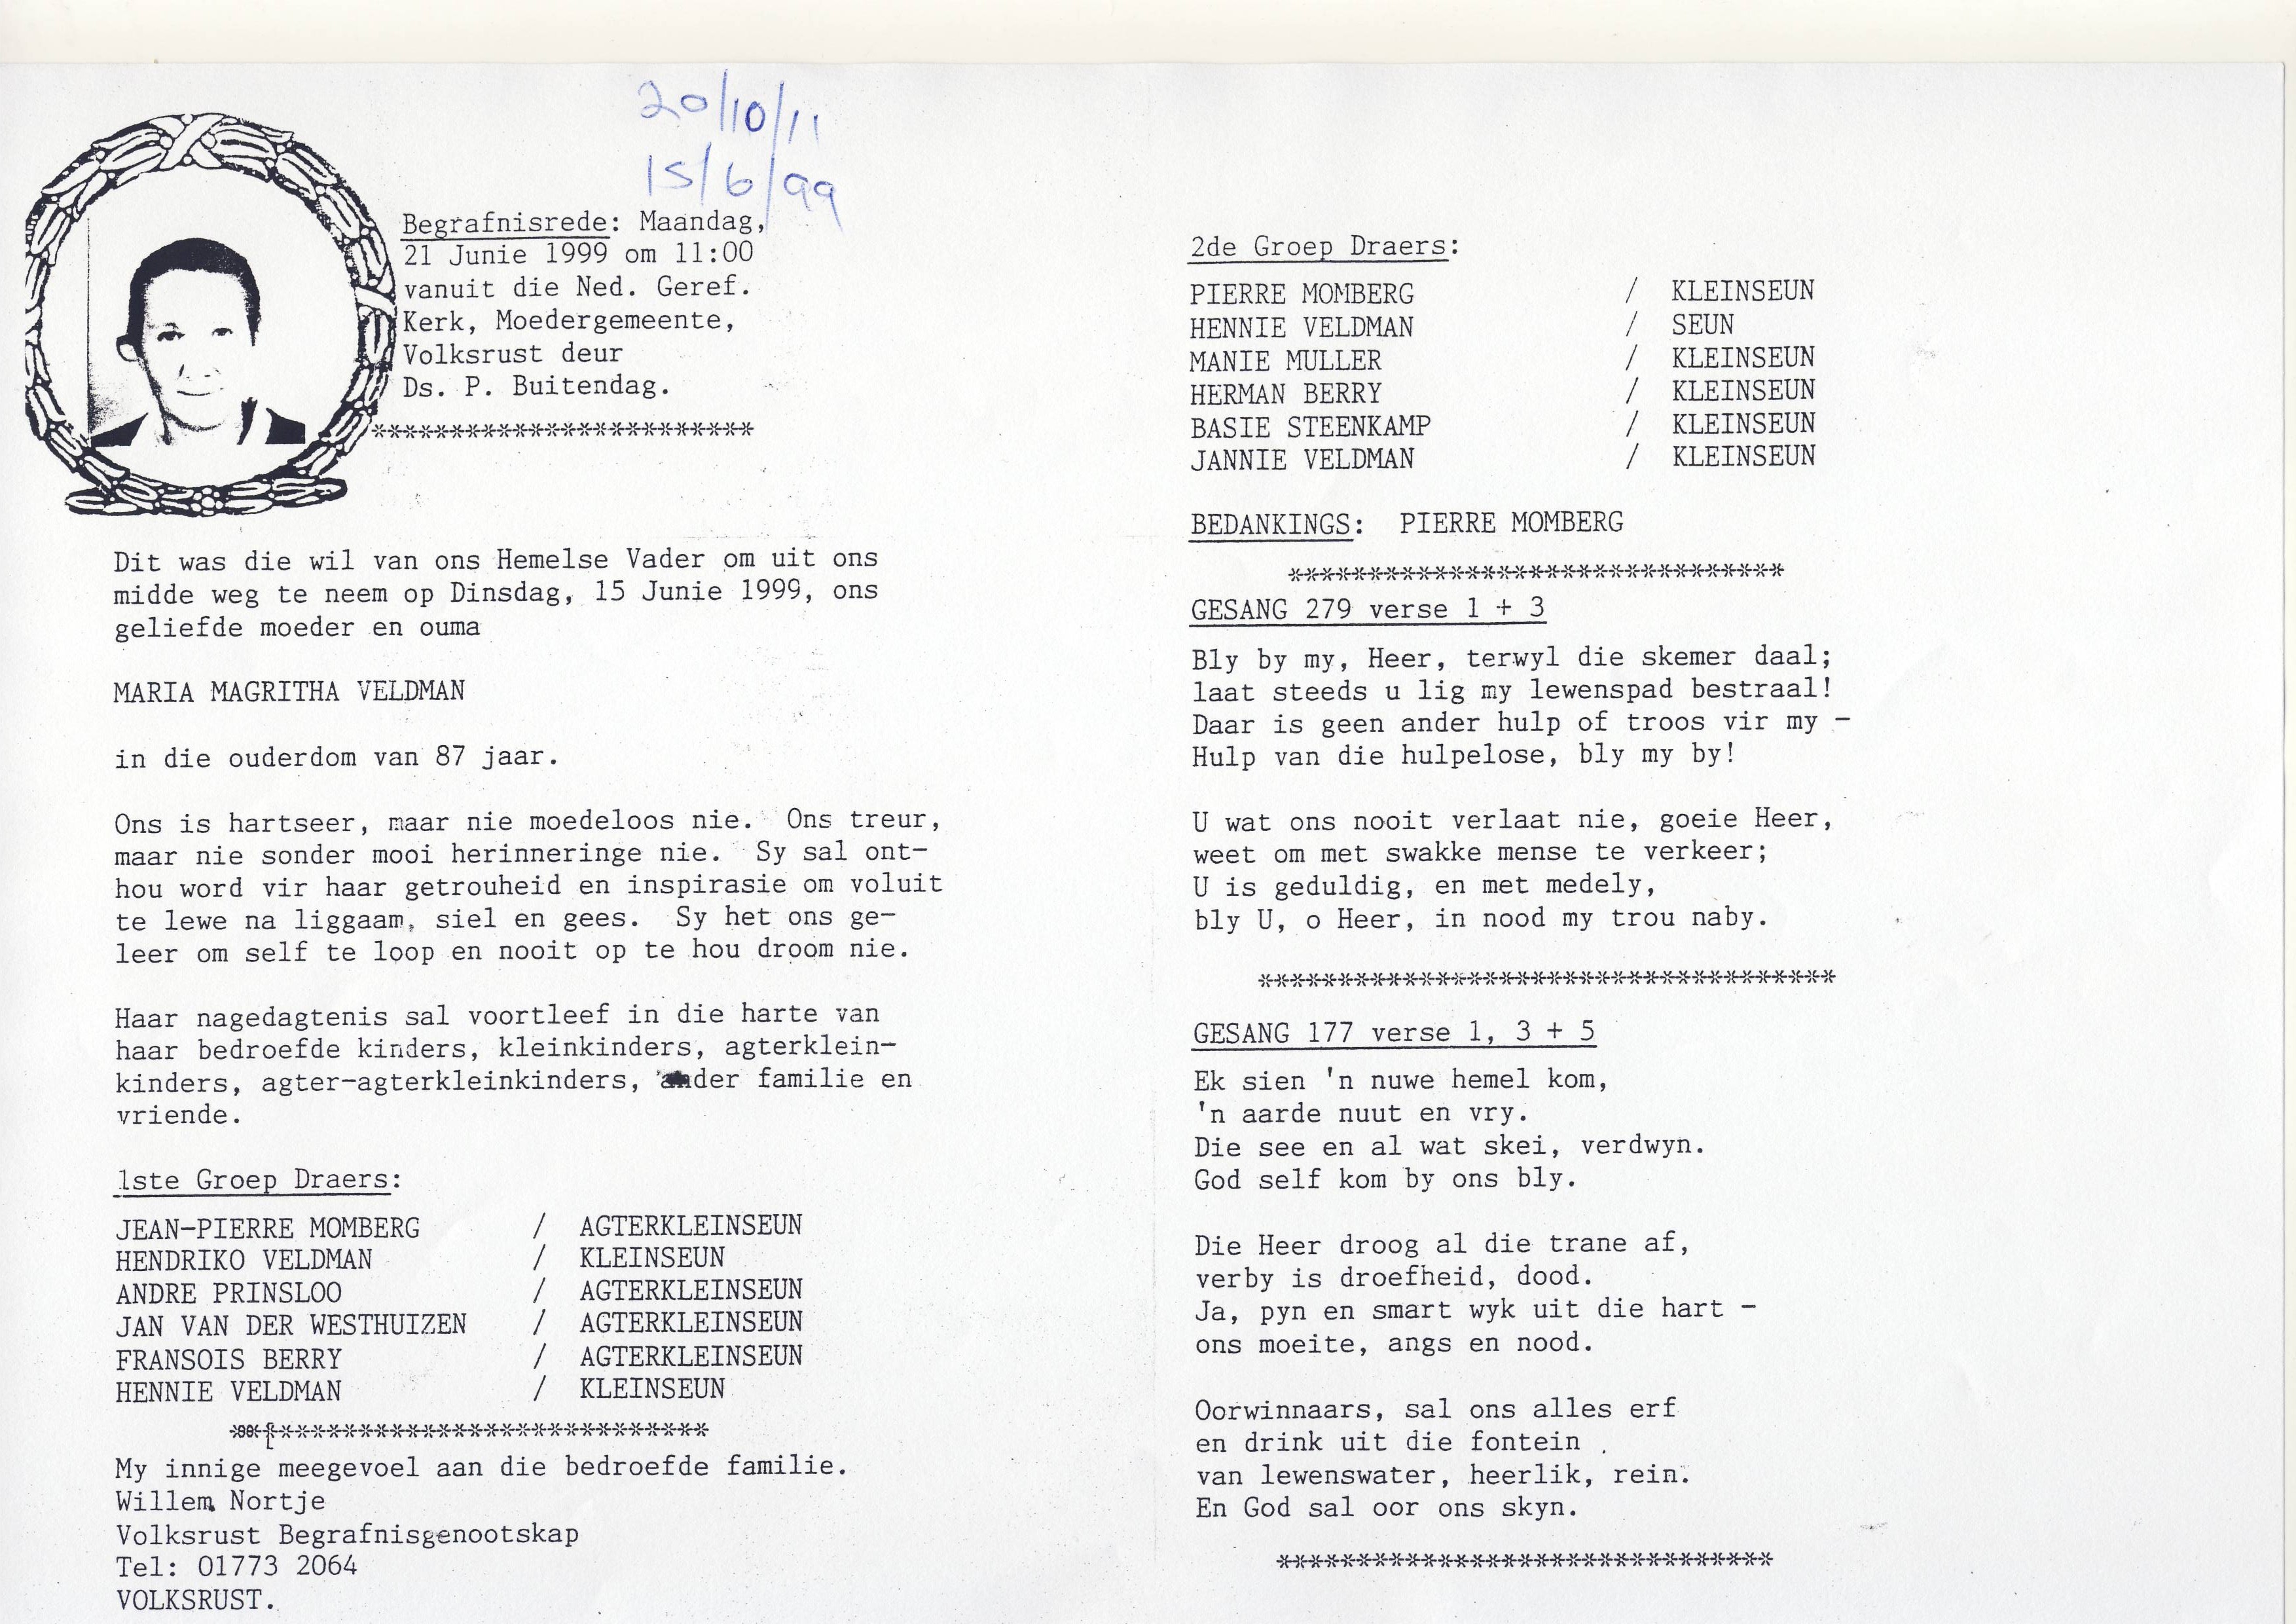 20/10/11
15/6/99
Begrafnisrede: Maandag,
21 Junie 1999 om 11:00
vanuit die Ned. Geref.
Kerk, Moedergemeente,
Volksrust deur
Ds. P. Buitendag.
************************
Dit was die wil van ons Hemelse Vader om uit ons
midde weg te neem op Dinsdag, 15 Junie 1999, ons
geliefde moeder en ouma
MARIA MAGRITHA VELDMAN
in die ouderdom van 87 jaar.
Ons is hartseer, maar nie moedeloos nie. Ons treur,
maar nie sonder mooi herinneringe nie. Sy sal ont-
hou word vir haar getrouheid en inspirasie om voluit
te lewe na liggaam, siel en gees. Sy het ons ge-
leer om self te loop en nooit op te hou droom nie.
Haar nagedagtenis sal voortleef in die harte van
haar bedroefde kinders, kleinkinders, agterklein-
kinders, agter-agterkleinkinders, ander familie en
vriende.
1ste Groep Draers:
JEAN-PIERRE MOMBERG / AGTERKLEINSEUN
HENDRIKO VELDMAN / KLEINSEUN
ANDRE PRINSLOO / AGTERKLEINSEUN
JAN VAN DER WESTHUIZEN / AGTERKLEINSEUN
FRANSOIS BERRY / AGTERKLEINSEUN
HENNIE VELDMAN / KLEINSEUN
******************************
My innige meegevoel aan die bedroefde familie.
Willem Nortje
Volksrust Begrafnisgenootskap
Tel: 01773 2064
VOLKSRUST.
2de Groep Draers:
PIERRE MOMBERG / KLEINSEUN
HENNIE VELDMAN / SEUN
MANIE MULLER / KLEINSEUN
HERMAN BERRY / KLEINSEUN
BASIE STEENKAMP / KLEINSEUN
JANNIE VELDMAN / KLEINSEUN
BEDANKINGS: PIERRE MOMBERG
*******************************
GESANG 279 verse 1 + 3
Bly by my, Heer, terwyl die skemer daal;
laat steeds u lig my lewenspad bestraal!
Daar is geen ander hulp of troos vir my -
Hulp van die hulpelose, bly my by!
U wat ons nooit verlaat nie, goeie Heer,
weet om met swakke mense te verkeer;
U is geduldig, en met medely,
bly U, o Heer, in nood my trou naby.
************************************
GESANG 177 verse 1, 3 + 5
Ek sien 'n nuwe hemel kom,
'n aarde nuut en vry.
Die see en al wat skei, verdwyn.
God self kom by ons bly.
Die Heer droog al die trane af,
verby is droefheid, dood.
Ja, pyn en smart wyk uit die hart -
ons moeite, angs en nood.
Oorwinnaars, sal ons alles erf
en drink uit die fontein
van lewenswater, heerlik, rein.
En God sal oor ons skyn.
*******************************